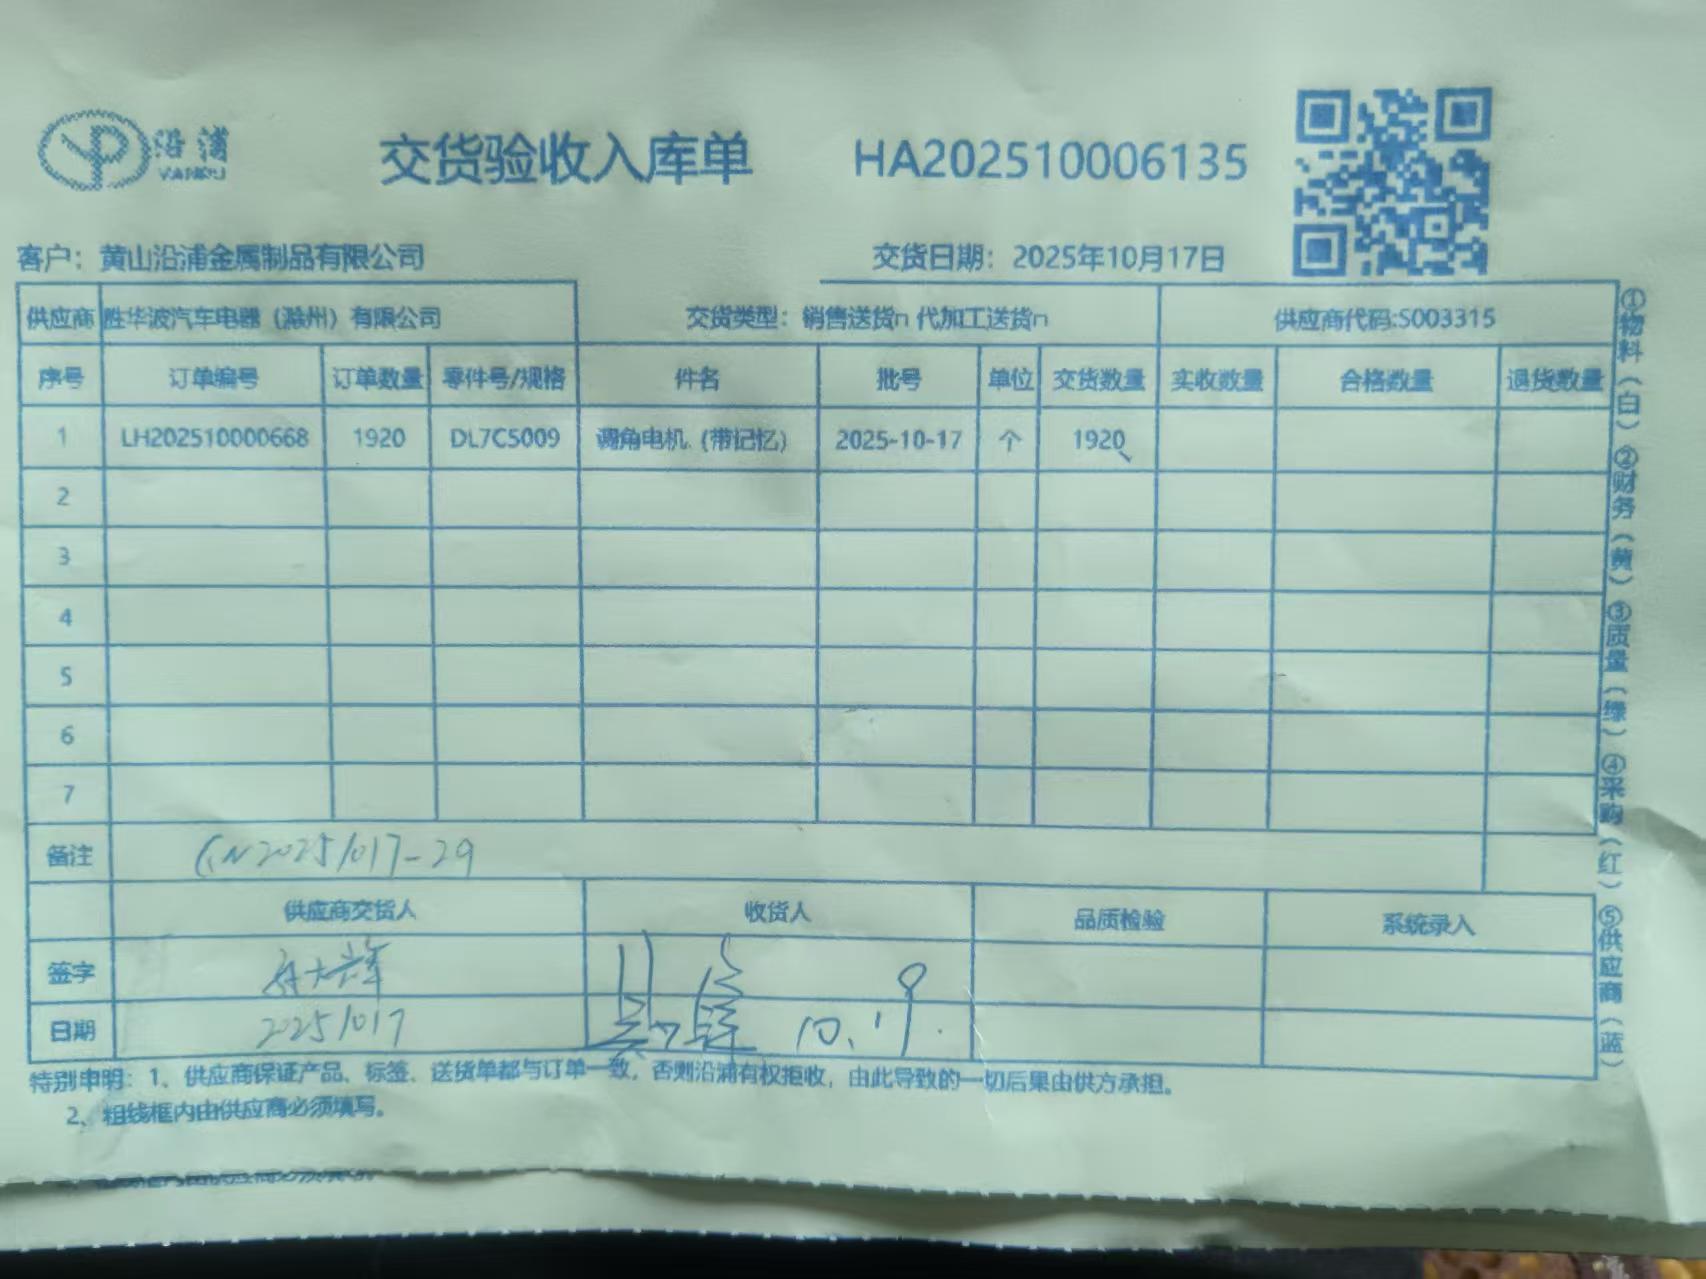 沿浦
YANPU
交货验收入库单
HA202510006135
客户：黄山沿浦金属制品有限公司
交货日期：2025年10月17日
供应商 胜华波汽车电器（滁州）有限公司 交货类型：销售送货n 代加工送货n 供应商代码:S003315
序号 订单编号 订单数量 零件号/规格 件名 批号 单位 交货数量 实收数量 合格数量 退货数量
1 LH202510000668 1920 DL7C5009 调角电机（带记忆） 2025-10-17 个 1920
2
3
4
5
6
7
备注 CN20251017-29
供应商交货人 收货人 品质检验 系统录入
签字
日期 20251017 10.19.
特别申明：1、供应商保证产品、标签、送货单都与订单一致，否则沿浦有权拒收，由此导致的一切后果由供方承担。
2、粗线框内由供应商必须填写。
①物料（白）②财务（黄）③质量（绿）④采购（红）⑤供应商（蓝）